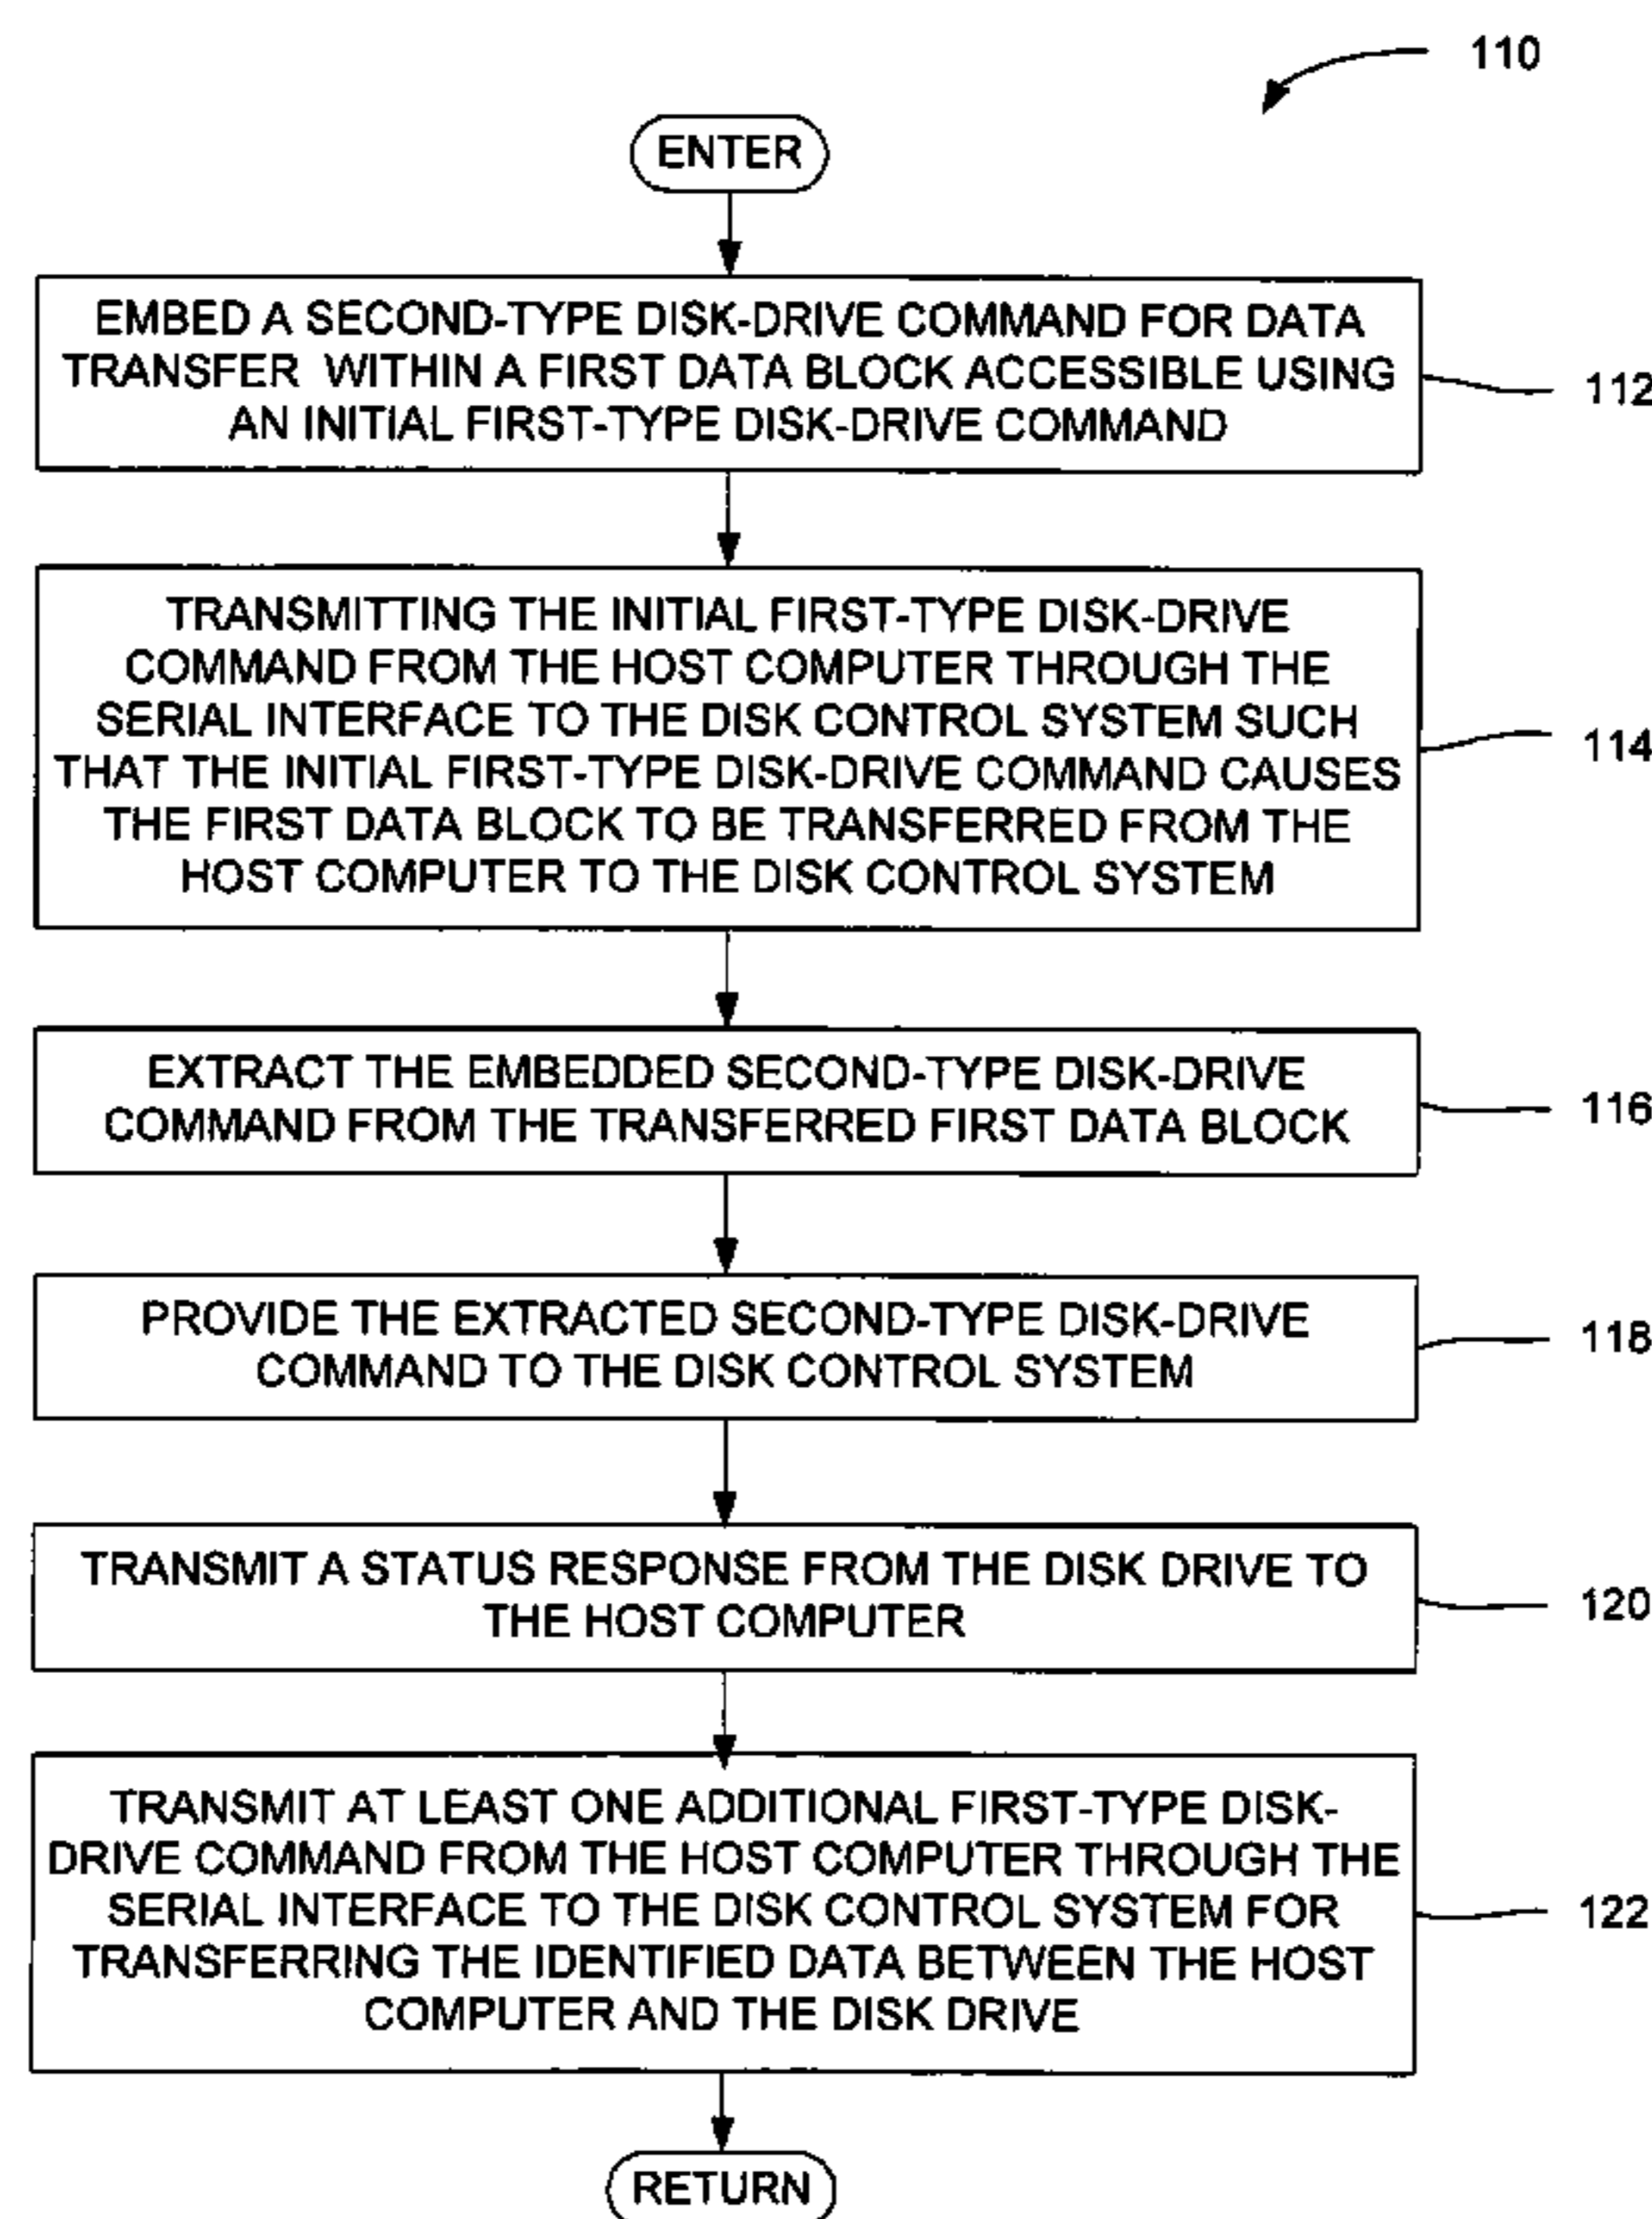 110
ENTER
EMBED A SECOND-TYPE DISK-DRIVE COMMAND FOR DATA
TRANSFER WITHIN A FIRST DATA BLOCK ACCESSIBLE USING
AN INITIAL FIRST-TYPE DISK-DRIVE COMMAND
112
TRANSMITTING THE INITIAL FIRST-TYPE DISK-DRIVE
COMMAND FROM THE HOST COMPUTER THROUGH THE
SERIAL INTERFACE TO THE DISK CONTROL SYSTEM SUCH
THAT THE INITIAL FIRST-TYPE DISK-DRIVE COMMAND CAUSES
THE FIRST DATA BLOCK TO BE TRANSFERRED FROM THE
HOST COMPUTER TO THE DISK CONTROL SYSTEM
114
EXTRACT THE EMBEDDED SECOND-TYPE DISK-DRIVE
COMMAND FROM THE TRANSFERRED FIRST DATA BLOCK
116
PROVIDE THE EXTRACTED SECOND-TYPE DISK-DRIVE
COMMAND TO THE DISK CONTROL SYSTEM
118
TRANSMIT A STATUS RESPONSE FROM THE DISK DRIVE TO
THE HOST COMPUTER
120
TRANSMIT AT LEAST ONE ADDITIONAL FIRST-TYPE DISK-
DRIVE COMMAND FROM THE HOST COMPUTER THROUGH THE
SERIAL INTERFACE TO THE DISK CONTROL SYSTEM FOR
TRANSFERRING THE IDENTIFIED DATA BETWEEN THE HOST
COMPUTER AND THE DISK DRIVE
122
RETURN